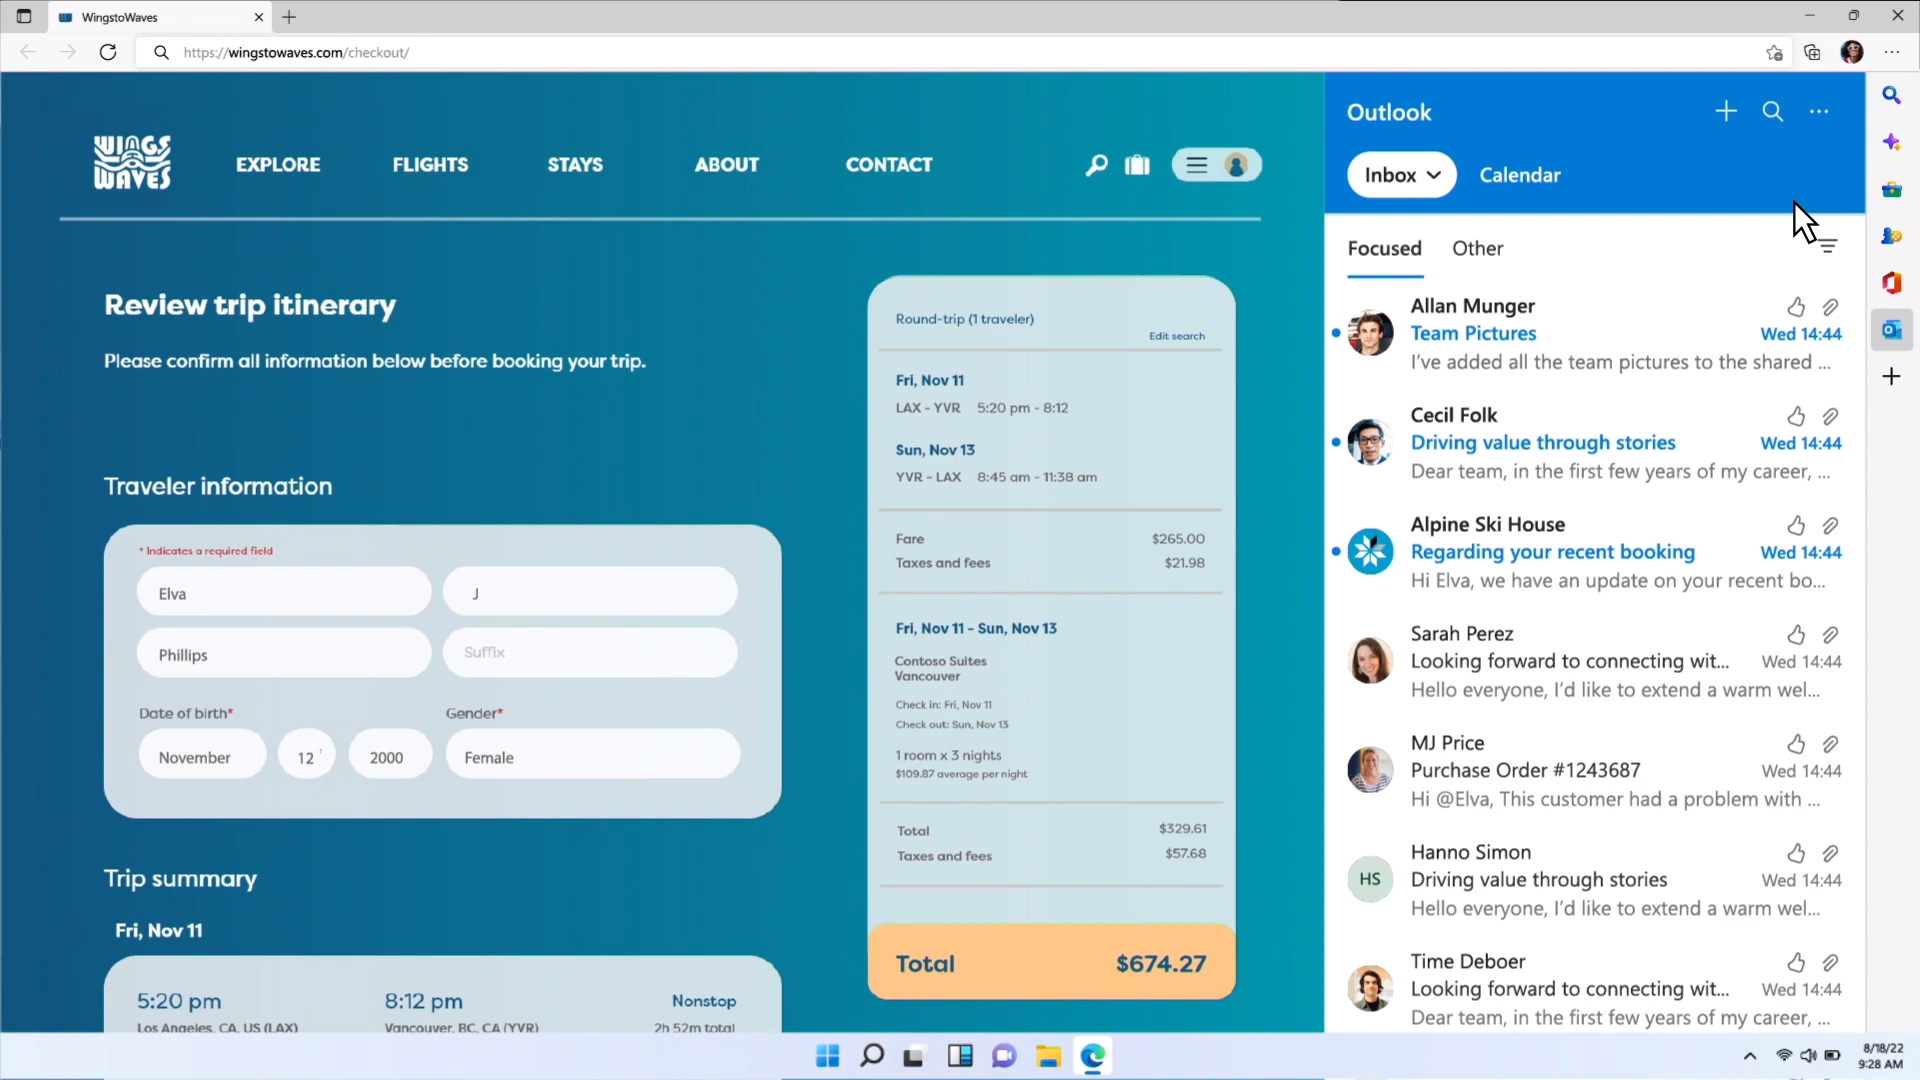 WingstoWaves
https://wingstowaves.com/checkout/
WINGS
WAVES
EXPLORE
FLIGHTS
STAYS
ABOUT
CONTACT
Review trip itinerary
Please confirm all information below before booking your trip.
Traveler information
* Indicates a required field
Elva
J
Phillips
Suffix
Date of birth*
Gender*
November
12
2000
Female
Trip summary
Fri, Nov 11
5:20 pm
8:12 pm
Nonstop
Los Angeles, CA, US (LAX)
Vancouver, BC, CA (YVR)
2h 52m total
Round-trip (1 traveler)
Edit search
Fri, Nov 11
LAX - YVR 5:20 pm - 8:12
Sun, Nov 13
YVR - LAX 8:45 am - 11:38 am
Fare $265.00
Taxes and fees $21.98
Fri, Nov 11 - Sun, Nov 13
Contoso Suites
Vancouver
Check in: Fri, Nov 11
Check out: Sun, Nov 13
1 room x 3 nights
$109.87 average per night
Total $329.61
Taxes and fees $57.68
Total $674.27
Outlook
Inbox
Calendar
Focused
Other
Allan Munger
Team Pictures Wed 14:44
I've added all the team pictures to the shared ...
Cecil Folk
Driving value through stories Wed 14:44
Dear team, in the first few years of my career, ...
Alpine Ski House
Regarding your recent booking Wed 14:44
Hi Elva, we have an update on your recent bo...
Sarah Perez
Looking forward to connecting wit... Wed 14:44
Hello everyone, I'd like to extend a warm wel...
MJ Price
Purchase Order #1243687 Wed 14:44
Hi @Elva, This customer had a problem with ...
HS
Hanno Simon
Driving value through stories Wed 14:44
Hello everyone, I'd like to extend a warm wel...
Time Deboer
Looking forward to connecting wit... Wed 14:44
Dear team, in the first few years of my career, ...
8/18/22
9:28 AM